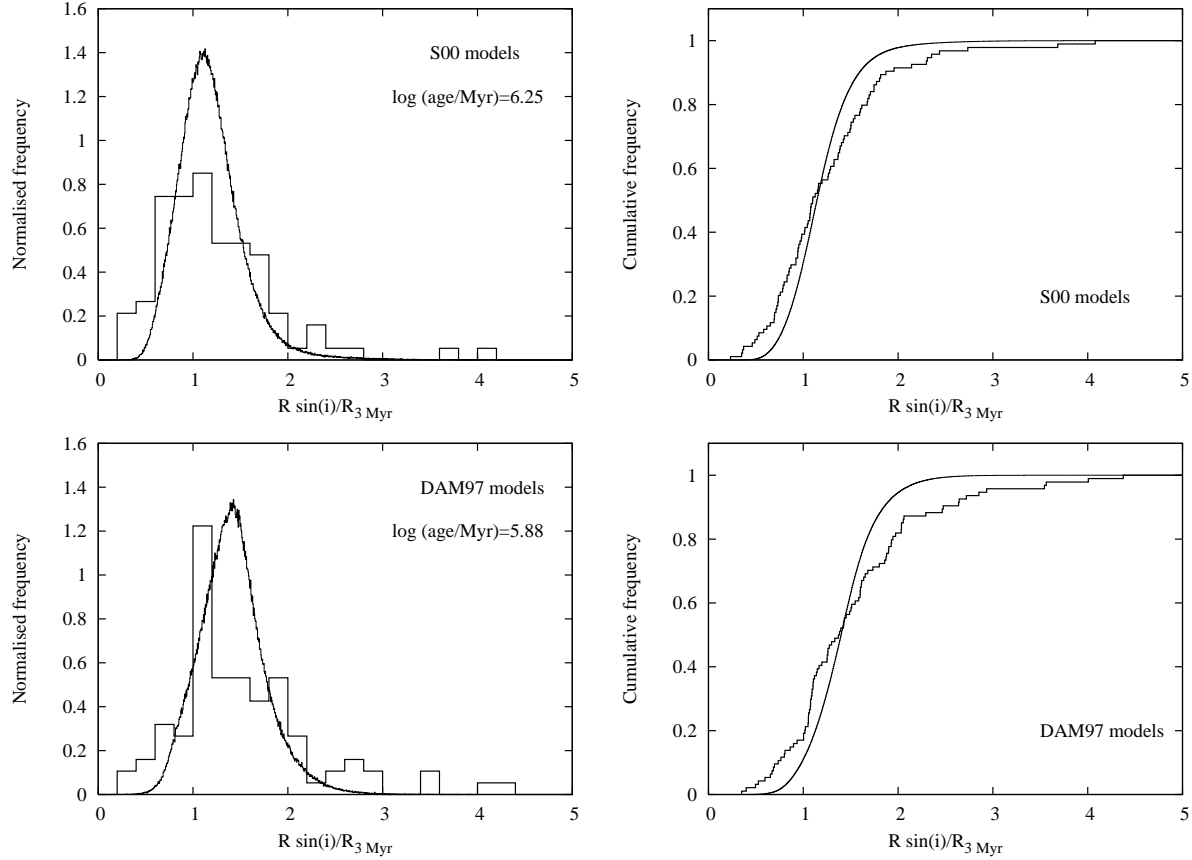 1.6
1.4
1.2
1
0.8
0.6
0.4
0.2
0
Normalised frequency
S00 models
log (age/Myr)=6.25
0 1 2 3 4 5
R sin(i)/R3 Myr
1
0.8
0.6
0.4
0.2
0
Cumulative frequency
S00 models
0 1 2 3 4 5
R sin(i)/R3 Myr
1.6
1.4
1.2
1
0.8
0.6
0.4
0.2
0
Normalised frequency
DAM97 models
log (age/Myr)=5.88
0 1 2 3 4 5
R sin(i)/R3 Myr
1
0.8
0.6
0.4
0.2
0
Cumulative frequency
DAM97 models
0 1 2 3 4 5
R sin(i)/R3 Myr